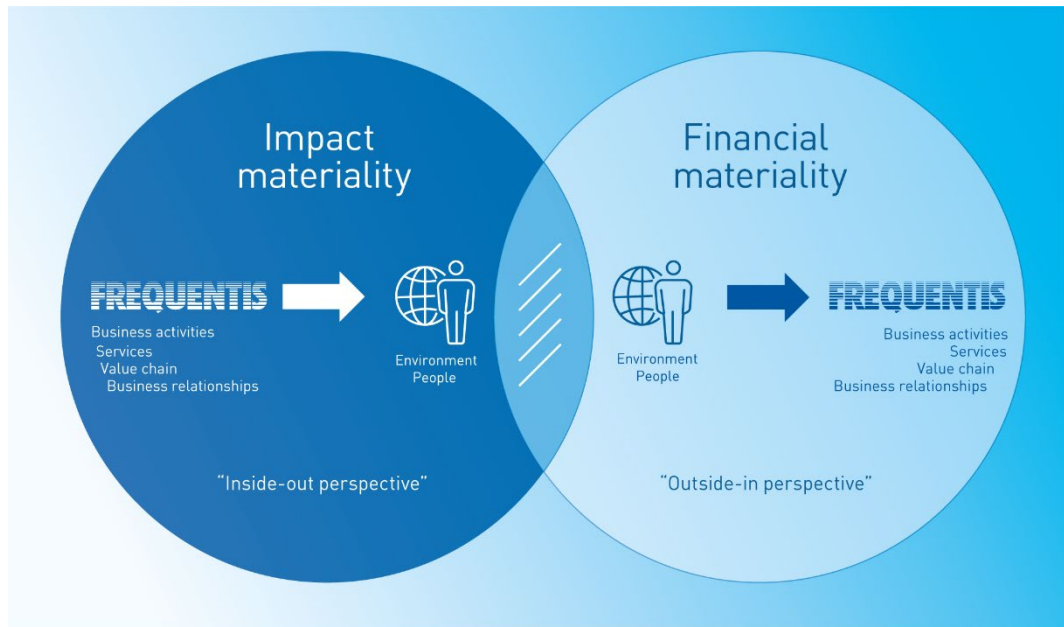 Impact
materiality
FREQUENTIS
Business activities
Services
Value chain
Business relationships
Environment
People
“Inside-out perspective”
Financial
materiality
Environment
People
FREQUENTIS
Business activities
Services
Value chain
Business relationships
“Outside-in perspective”